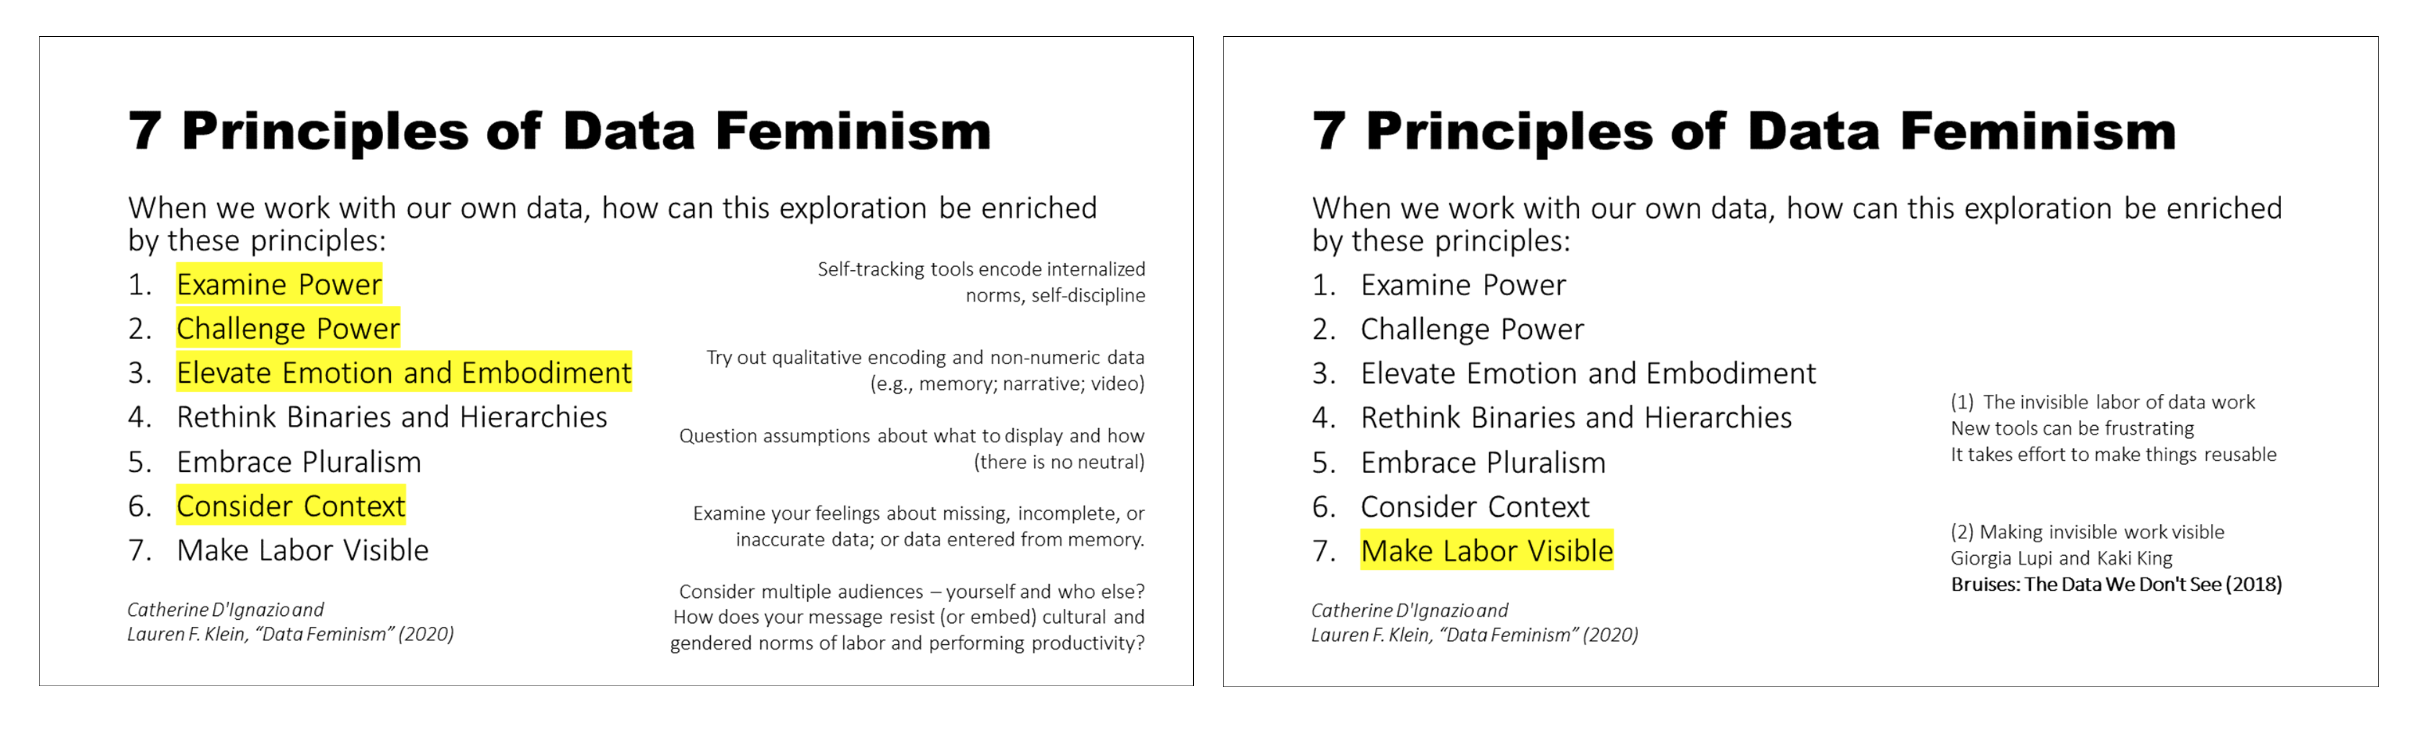 7 Principles of Data Feminism
When we work with our own data, how can this exploration be enriched
by these principles:
1. Examine Power
2. Challenge Power
3. Elevate Emotion and Embodiment
4. Rethink Binaries and Hierarchies
5. Embrace Pluralism
6. Consider Context
7. Make Labor Visible
Catherine D'Ignazio and
Lauren F. Klein, “Data Feminism” (2020)
Self-tracking tools encode internalized
norms, self-discipline
Try out qualitative encoding and non-numeric data
(e.g., memory; narrative; video)
Question assumptions about what to display and how
(there is no neutral)
Examine your feelings about missing, incomplete, or
inaccurate data; or data entered from memory.
Consider multiple audiences – yourself and who else?
How does your message resist (or embed) cultural and
gendered norms of labor and performing productivity?
7 Principles of Data Feminism
When we work with our own data, how can this exploration be enriched
by these principles:
1. Examine Power
2. Challenge Power
3. Elevate Emotion and Embodiment
4. Rethink Binaries and Hierarchies
5. Embrace Pluralism
6. Consider Context
7. Make Labor Visible
Catherine D'Ignazio and
Lauren F. Klein, “Data Feminism” (2020)
(1) The invisible labor of data work
New tools can be frustrating
It takes effort to make things reusable
(2) Making invisible work visible
Giorgia Lupi and Kaki King
Bruises: The Data We Don't See (2018)